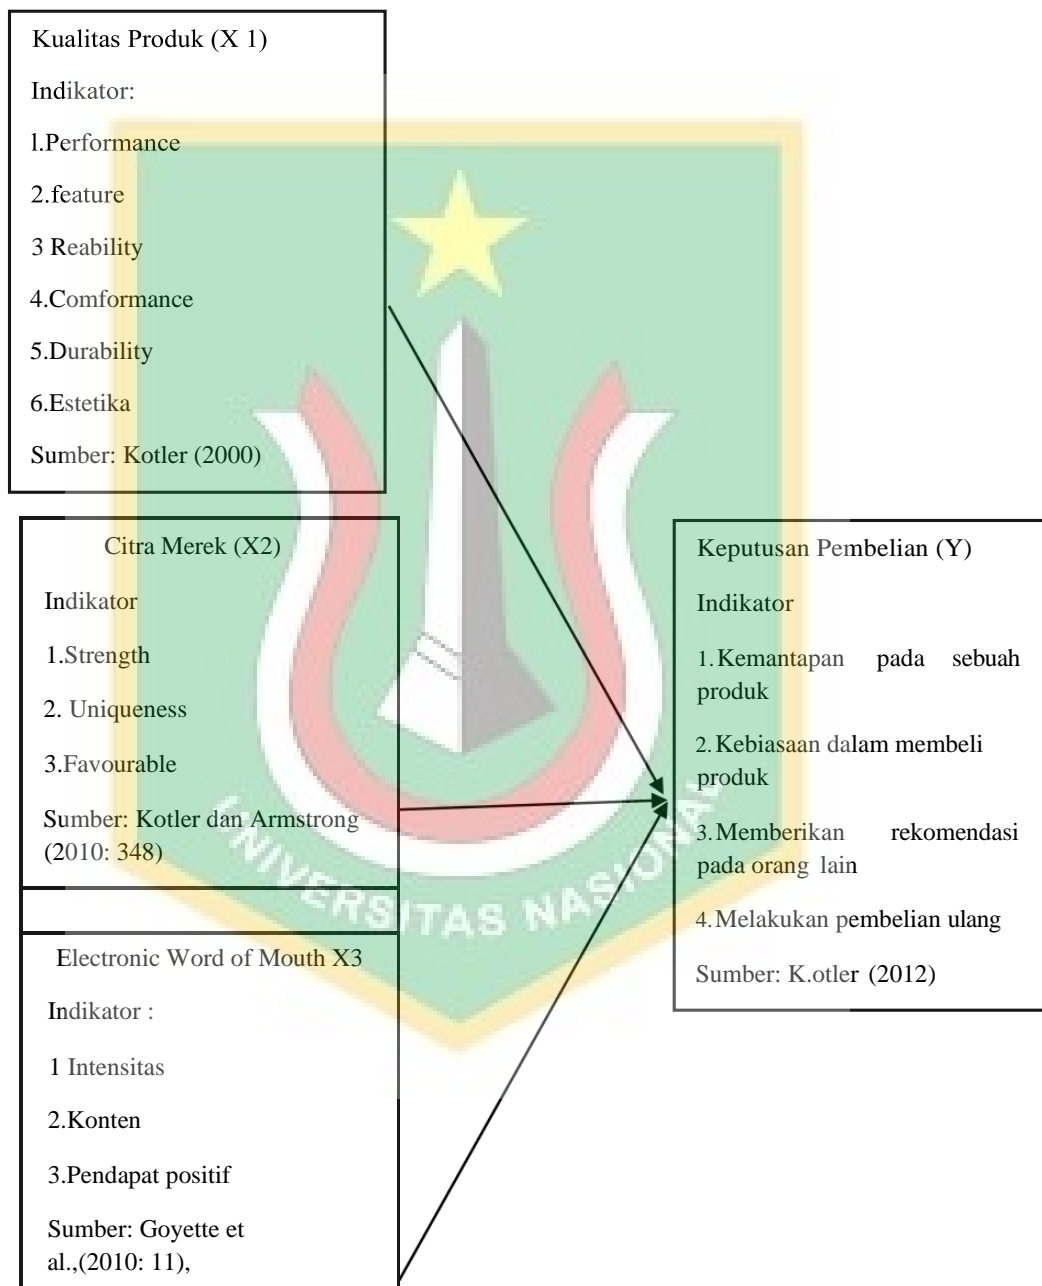 Kualitas Produk (X 1)
Indikator:
l.Performance
2.feature
3 Reability
4.Comformance
5.Durability
6.Estetika
Sumber: Kotler (2000)
Citra Merek (X2)
Indikator
1.Strength
2. Uniqueness
3.Favourable
Sumber: Kotler dan Armstrong
(2010: 348)
Electronic Word of Mouth X3
Indikator :
1 Intensitas
2.Konten
3.Pendapat positif
Sumber: Goyette et
al.,(2010: 11),
Keputusan Pembelian (Y)
Indikator
1.Kemantapan pada sebuah
produk
2.Kebiasaan dalam membeli
produk
3.Memberikan rekomendasi
pada orang lain
4.Melakukan pembelian ulang
Sumber: K.otler (2012)
UNIVERSITAS NASIONAL